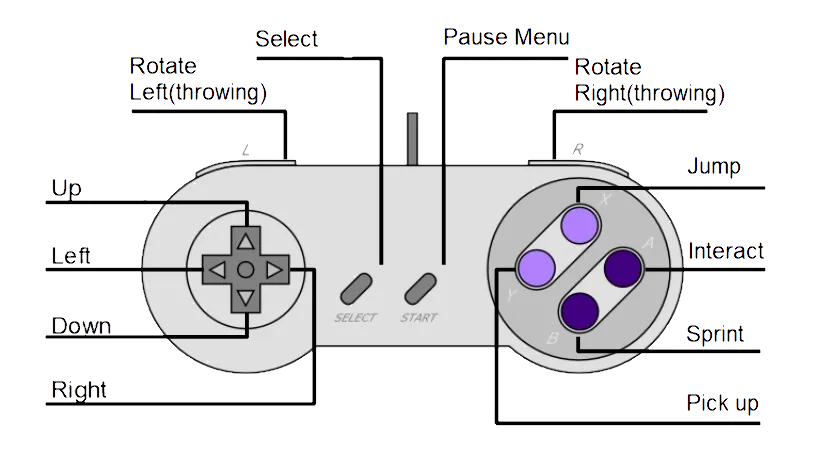 Select
Pause Menu
Rotate
Left(throwing)
Rotate
Right(throwing)
L
R
Jump
Up
X
A
Left
Interact
Y
SELECT
START
Down
B
Sprint
Right
Pick up